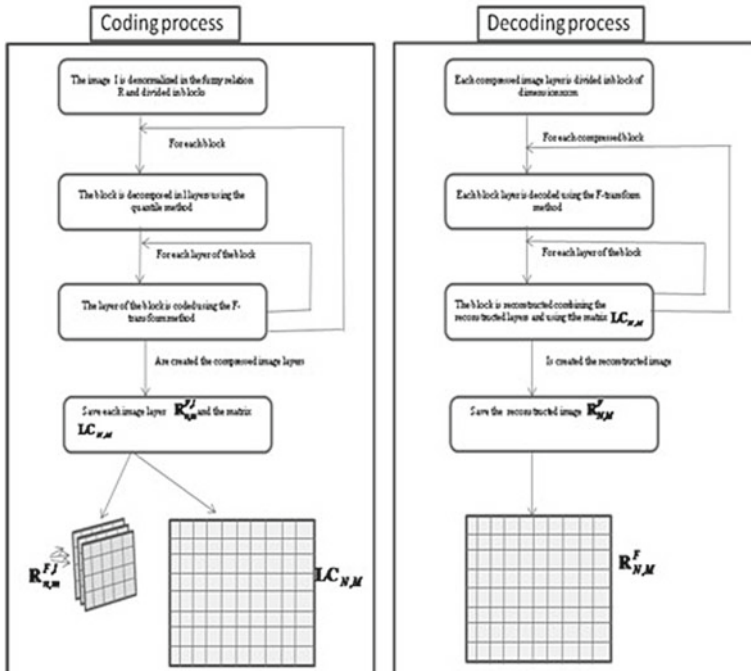 Coding process
The image I is denormalized in the fuzzy relation
R and divided in blocks
For each block
The block is decomposed in l layers using the
quantile method
For each layer of the block
The layer of the block is coded using the F-
transform method
Are created the compressed image layers
Save each image layer R^{F,l}_{n,m} and the matrix
LC_{N,M}
R^{F,l}_{n,m}
LC_{N,M}
Decoding process
Each compressed image layer is divided in block of
dimension nxm
For each compressed block
Each block layer is decoded using the F-transform
method
For each layer of the block
The block is reconstructed combining the
reconstructed layers and using the matrix LC_{N,M}
Is created the reconstructed image
Save the reconstructed image R^{F}_{N,M}
R^{F}_{N,M}